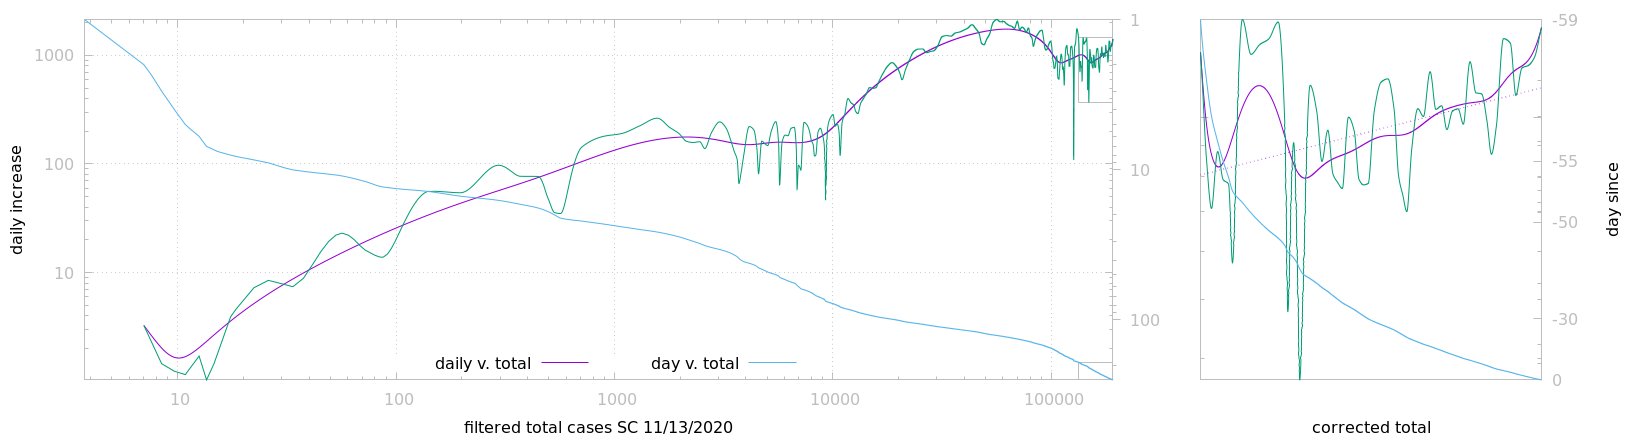 daily increase
1000
100
10
10
100
1000
10000
100000
1
10
100
daily v. total
day v. total
filtered total cases SC 11/13/2020
-59
-55
-50
-30
0
day since
corrected total